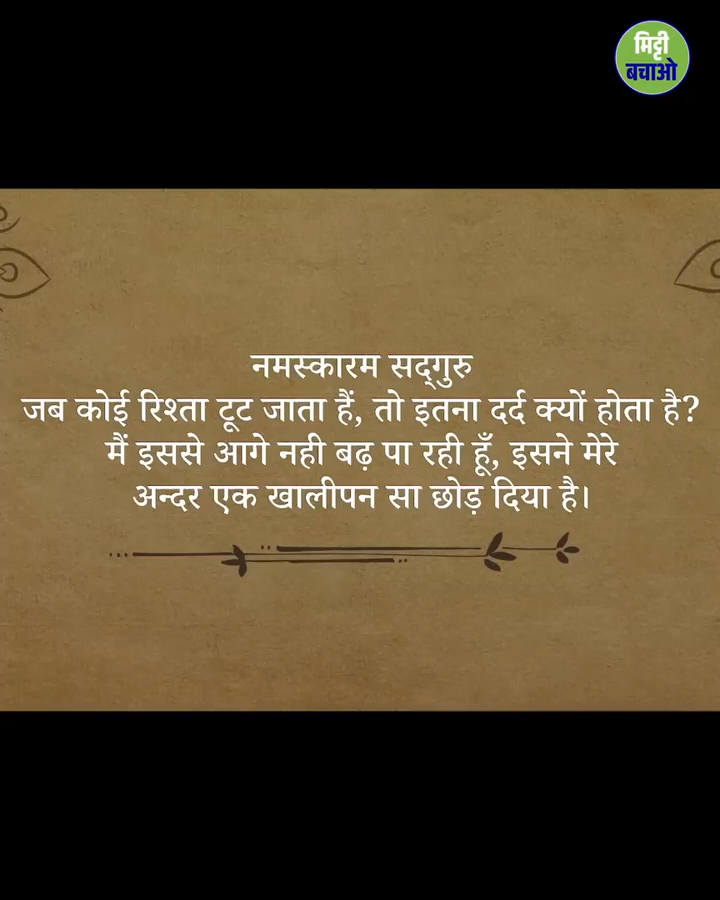 मिट्टी
बचाओ
नमस्कारम सद्‌गुरु
जब कोई रिश्ता टूट जाता हैं, तो इतना दर्द क्यों होता है?
मैं इससे आगे नही बढ़ पा रही हूँ, इसने मेरे
अन्दर एक खालीपन सा छोड़ दिया है।